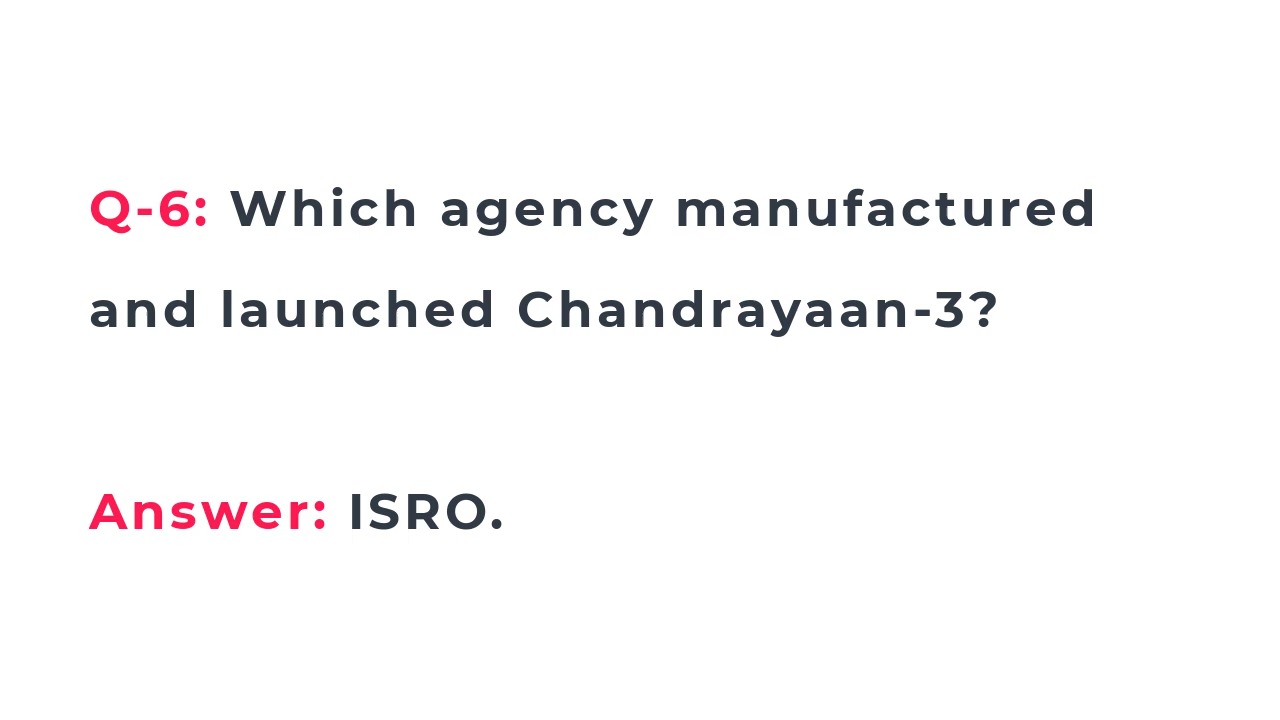 Q-6: Which agency manufactured
and launched Chandrayaan-3?
Answer: ISRO.